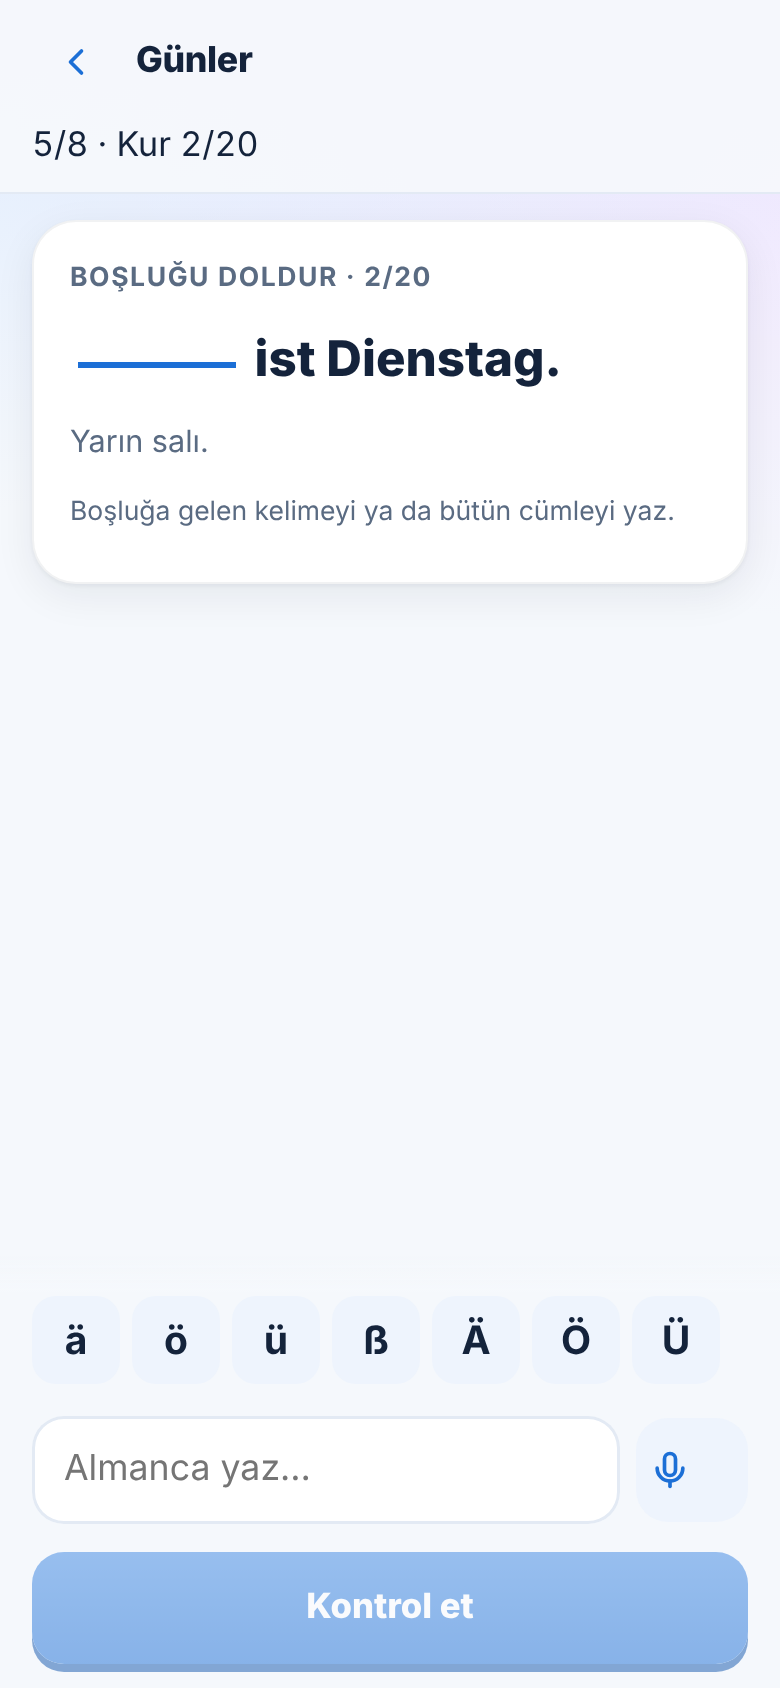 Günler
5/8 · Kur 2/20
BOŞLUĞU DOLDUR · 2/20
ist Dienstag.
Yarın salı.
Boşluğa gelen kelimeyi ya da bütün cümleyi yaz.
ä ö ü ß Ä Ö Ü
Almanca yaz...
Kontrol et